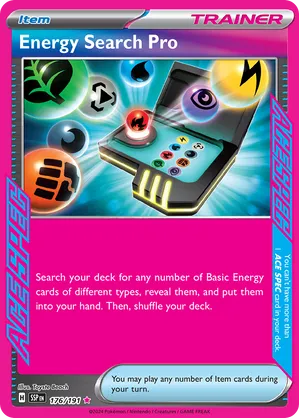 Item
TRAINER
Energy Search Pro
ACE SPEC
ACE SPEC
You can't have more than 1 ACE SPEC card in your deck.
Search your deck for any number of Basic Energy
cards of different types, reveal them, and put them
into your hand. Then, shuffle your deck.
Illus. Toyste Beach
H SSP EN 176/191
You may play any number of Item cards during
your turn.
©2024 Pokémon / Nintendo / Creatures / GAME FREAK